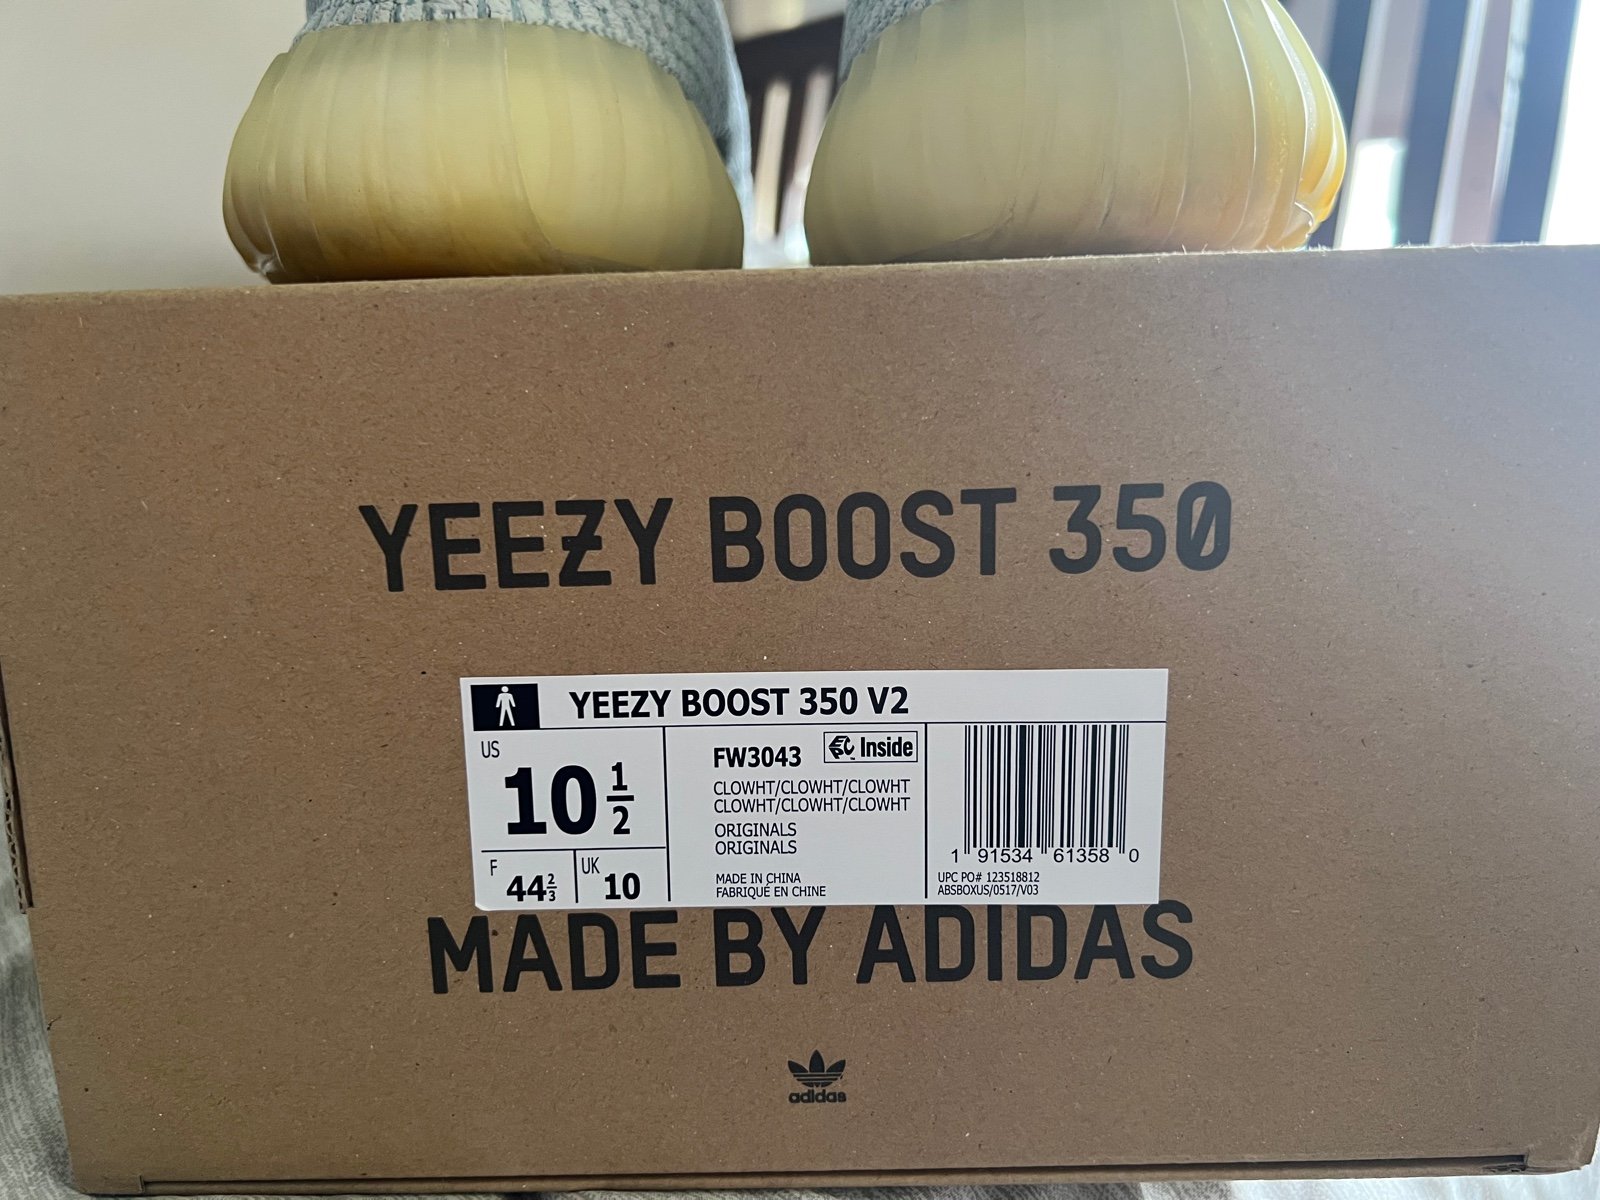 YEEZY BOOST 350
YEEZY BOOST 350 V2
US
10 1/2
F
44 2/3
UK
10
FW3043
Inside
CLOWHT/CLOWHT/CLOWHT
CLOWHT/CLOWHT/CLOWHT
ORIGINALS
ORIGINALS
MADE IN CHINA
FABRIQUÉ EN CHINE
1 91534 61358 0
UPC PO# 123518812
ABSBOXUS/0517/V03
MADE BY ADIDAS
adidas